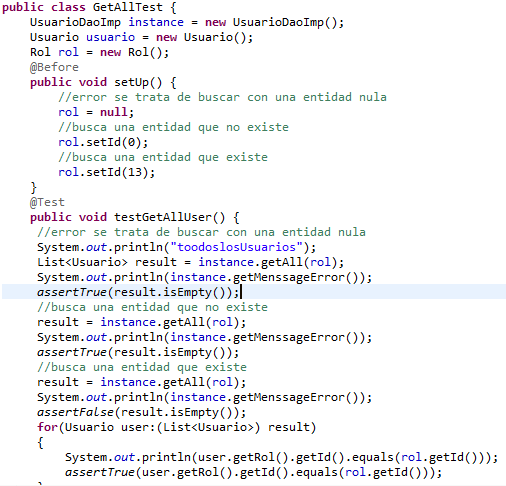 public class GetAllTest {
UsuarioDaoImp instance = new UsuarioDaoImp();
Usuario usuario = new Usuario();
Rol rol = new Rol();
@Before
public void setUp() {
//error se trata de buscar con una entidad nula
rol = null;
//busca una entidad que no existe
rol.setId(0);
//busca una entidad que existe
rol.setId(13);
}
@Test
public void testGetAllUser() {
//error se trata de buscar con una entidad nula
System.out.println("toodoslosUsuarios");
List<Usuario> result = instance.getAll(rol);
System.out.println(instance.getMenssageError());
assertTrue(result.isEmpty());
//busca una entidad que no existe
result = instance.getAll(rol);
System.out.println(instance.getMenssageError());
assertTrue(result.isEmpty());
//busca una entidad que existe
result = instance.getAll(rol);
System.out.println(instance.getMenssageError());
assertFalse(result.isEmpty());
for(Usuario user:(List<Usuario>) result)
{
System.out.println(user.getRol().getId().equals(rol.getId()));
assertTrue(user.getRol().getId().equals(rol.getId()));